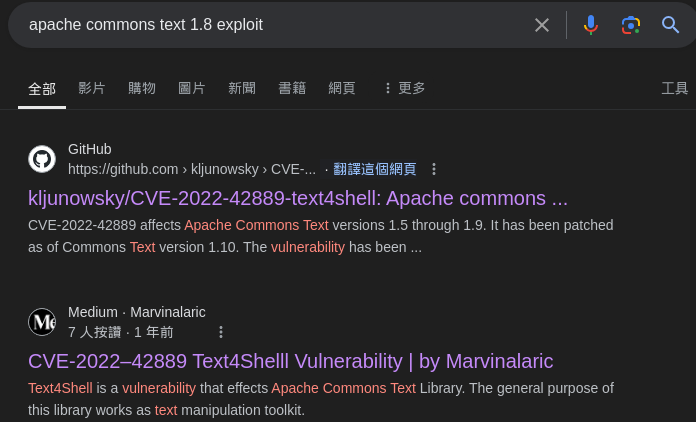 apache commons text 1.8 exploit
全部 影片 購物 圖片 新聞 書籍 網頁 更多 工具
GitHub
https://github.com › kljunowsky › CVE-... · 翻譯這個網頁
kljunowsky/CVE-2022-42889-text4shell: Apache commons ...
CVE-2022-42889 affects Apache Commons Text versions 1.5 through 1.9. It has been patched
as of Commons Text version 1.10. The vulnerability has been ...
Me
Medium · Marvinalaric
7 人按讚 · 1 年前
CVE-2022–42889 Text4Shelll Vulnerability | by Marvinalaric
Text4Shell is a vulnerability that effects Apache Commons Text Library. The general purpose of
this library works as text manipulation toolkit.